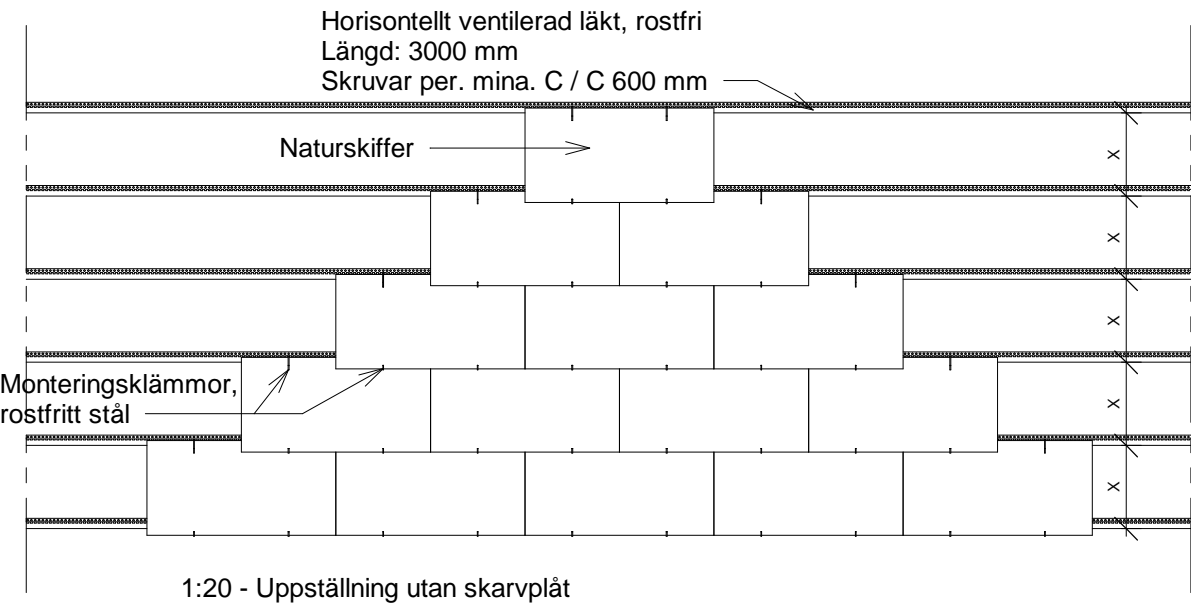 Horisontellt ventilerad läkt, rostfri
Längd: 3000 mm
Skruvar per. mina. C / C 600 mm
Naturskiffer
X
X
X
X
Monteringsklämmor,
rostfritt stål
X
1:20 - Uppställning utan skarvplåt